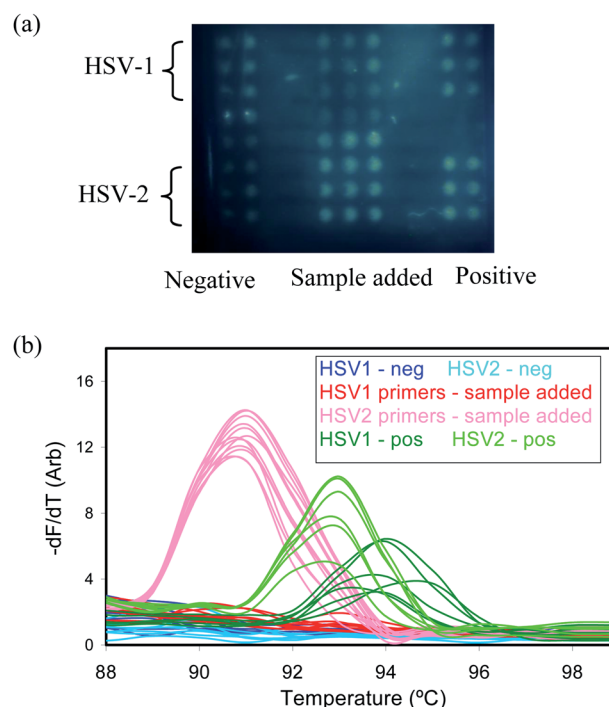 (a)
HSV-1
HSV-2
Negative Sample added Positive
(b)
HSV1 - neg HSV2 - neg
HSV1 primers - sample added
HSV2 primers - sample added
HSV1 - pos HSV2 - pos
16
12
8
4
0
-dF/dT (Arb)
88 90 92 94 96 98
Temperature (ºC)